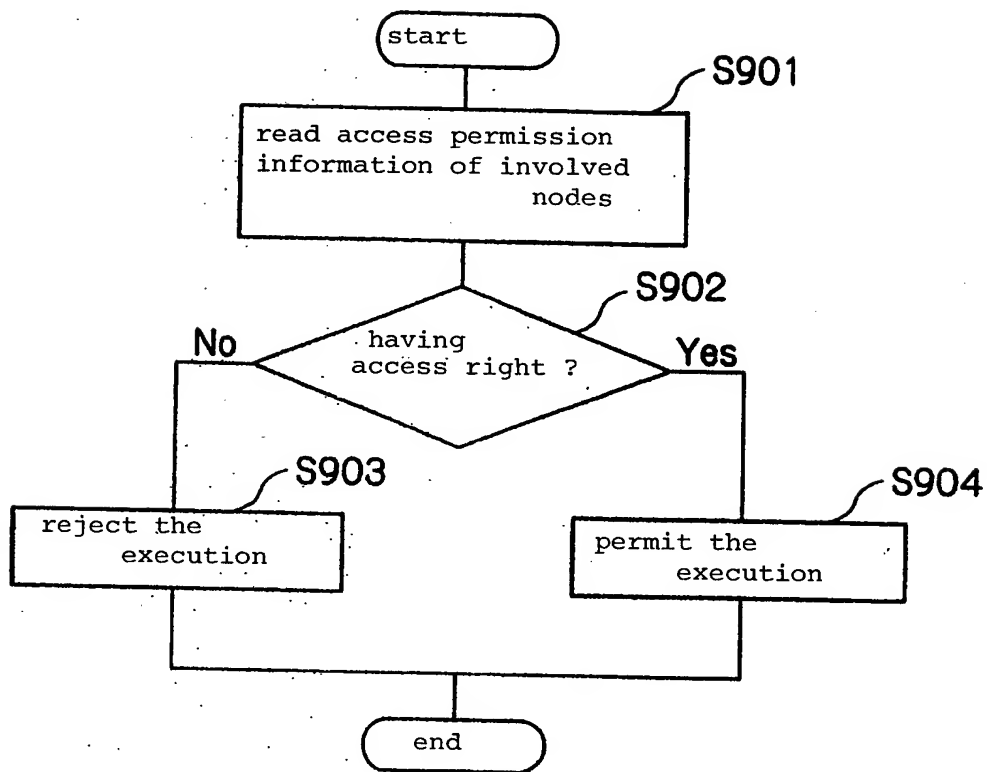 start
S901
read access permission
information of involved
nodes
S902
having
access right ?
No
Yes
S903
reject the
execution
S904
permit the
execution
end